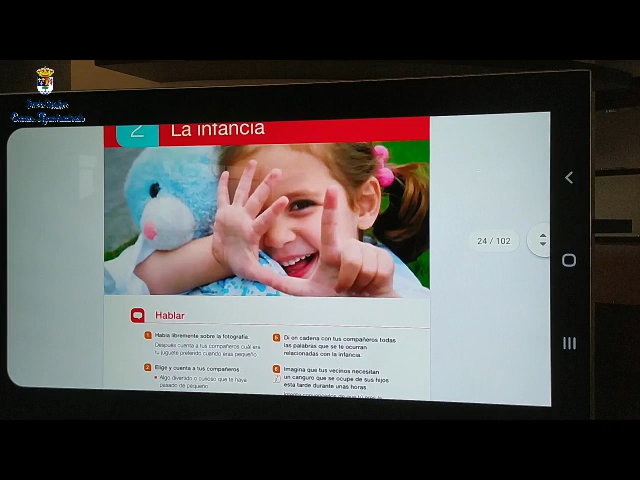 2 La infancia
24 / 102
Hablar
1 Habla libremente sobre la fotografía.
Después cuenta a tus compañeros cuál era
tu juguete preferido cuando eras pequeño.
2 Elige y cuenta a tus compañeros
Algo divertido o curioso que te haya
pasado de pequeño.
Di en cadena con tus compañeros todas
las palabras que se te ocurran
relacionadas con la infancia.
6 Imagina que tus vecinos necesitan
un canguro que se ocupe de sus hijos
esta tarde durante unas horas.